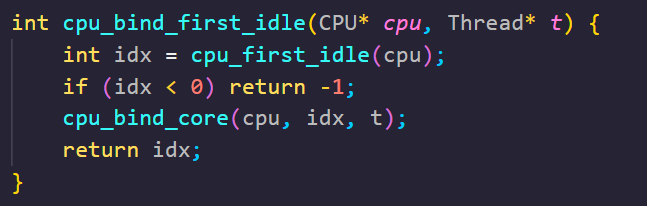 int cpu_bind_first_idle(CPU* cpu, Thread* t) {
    int idx = cpu_first_idle(cpu);
    if (idx < 0) return -1;
    cpu_bind_core(cpu, idx, t);
    return idx;
}